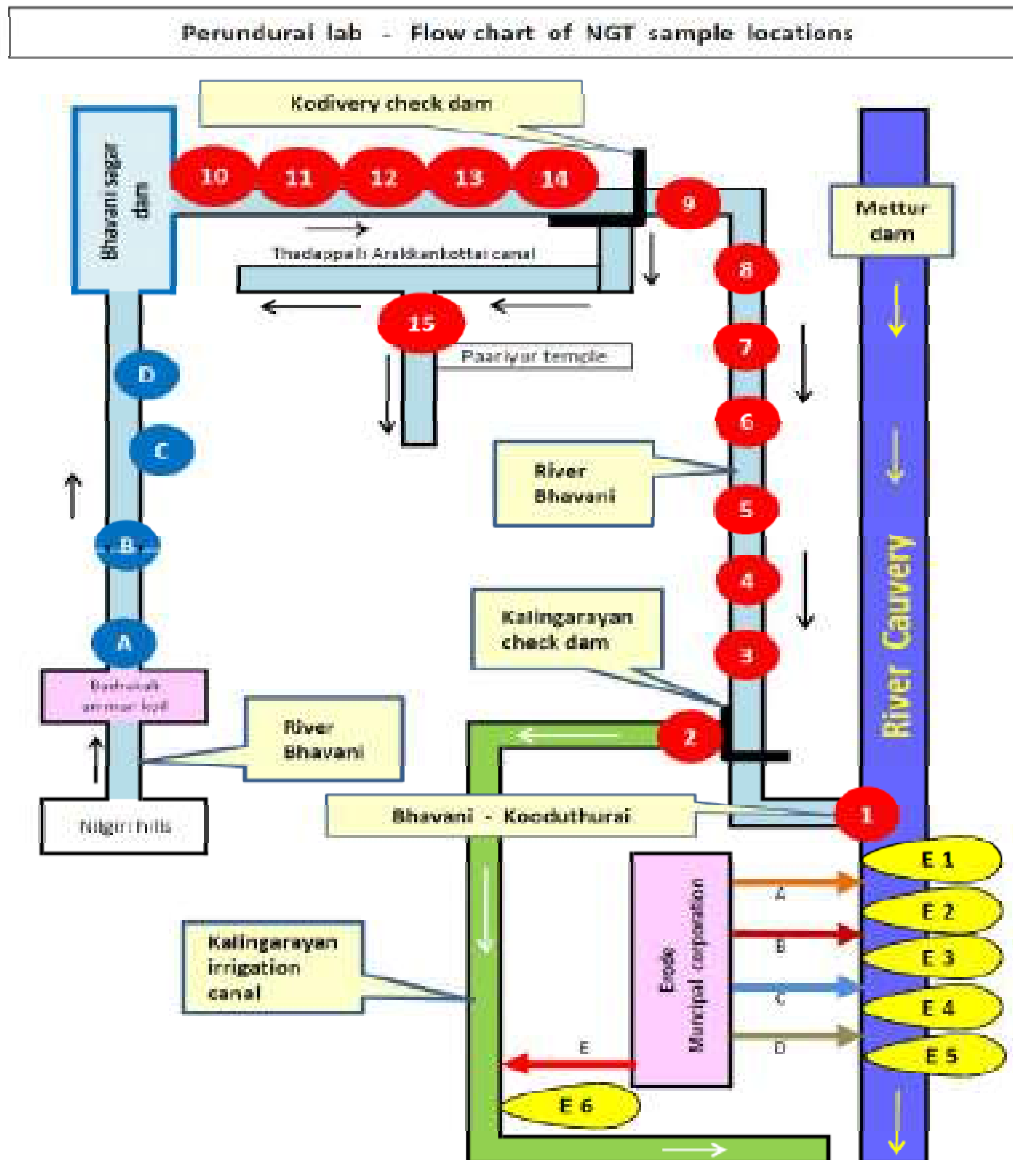 Perundurai lab - Flow chart of NGT sample locations
Kodivery check dam
Bhavani sagar
dam
10
11
12
13
14
9
Mettur
dam
Thadappalli Arakkankottai canal
8
15
7
Paariyur temple
D
6
C
River
Bhavani
5
B
4
Kalingarayan
check dam
A
3
River Cauvery
2
River
Bhavani
Nilgiri hills
Bhavani - Kooduthurai
1
E 1
A
E 2
B
E 3
Kalingarayan
irrigation
canal
Erode
Muncipal corparation
C
E 4
D
E 5
E
E 6